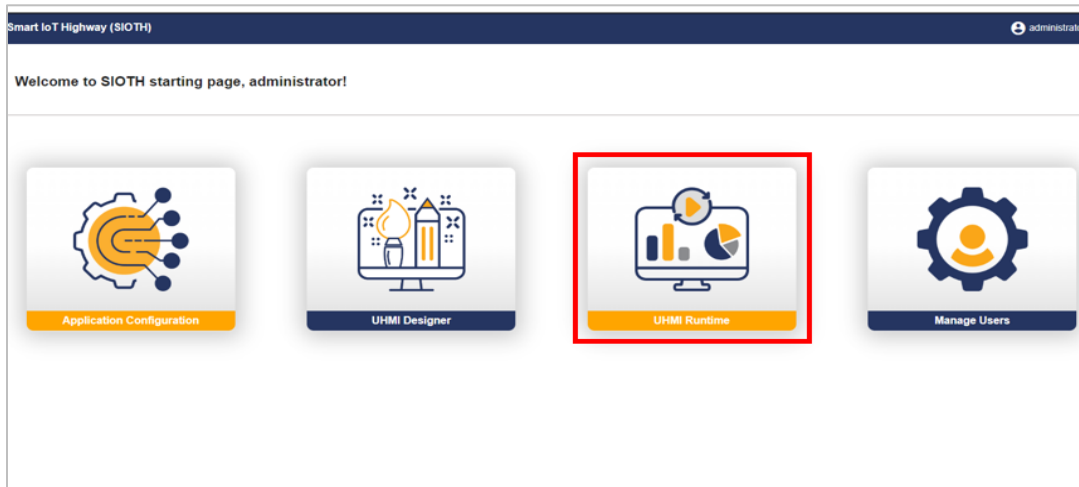 Smart IoT Highway (SIOTH)
Welcome to SIOTH starting page, administrator!
Application Configuration
UHMI Designer
UHMI Runtime
Manage Users